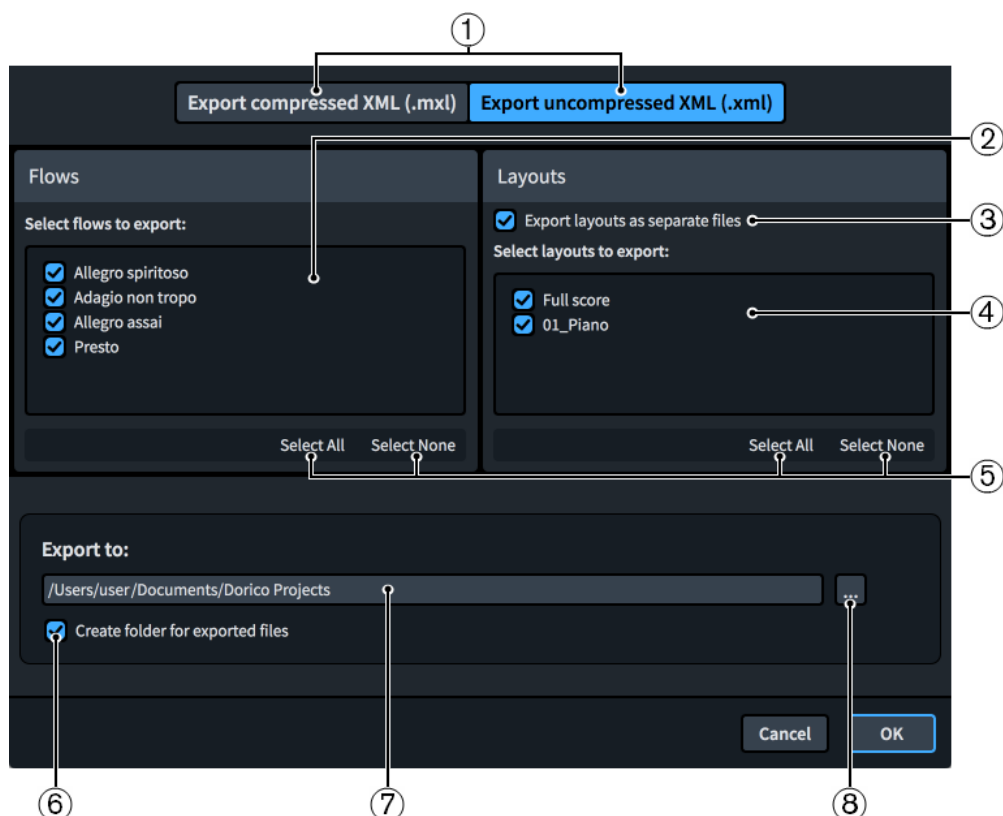 ①
Export compressed XML (.mxl) Export uncompressed XML (.xml)
②
Flows
Select flows to export:
Allegro spiritoso
Adagio non tropo
Allegro assai
Presto
Select All Select None
Layouts
Export layouts as separate files ③
Select layouts to export:
Full score
④
01_Piano
Select All Select None
⑤
Export to:
/Users/user/Documents/Dorico Projects ...
Create folder for exported files
Cancel OK
⑥ ⑦ ⑧